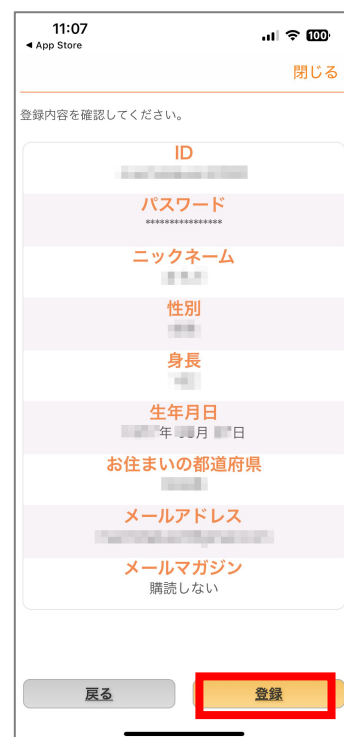 11:07
100
◀ App Store
閉じる
登録内容を確認してください。
ID
パスワード
****************
ニックネーム
性別
身長
生年月日
年 月 日
お住まいの都道府県
メールアドレス
メールマガジン
購読しない
戻る
登録